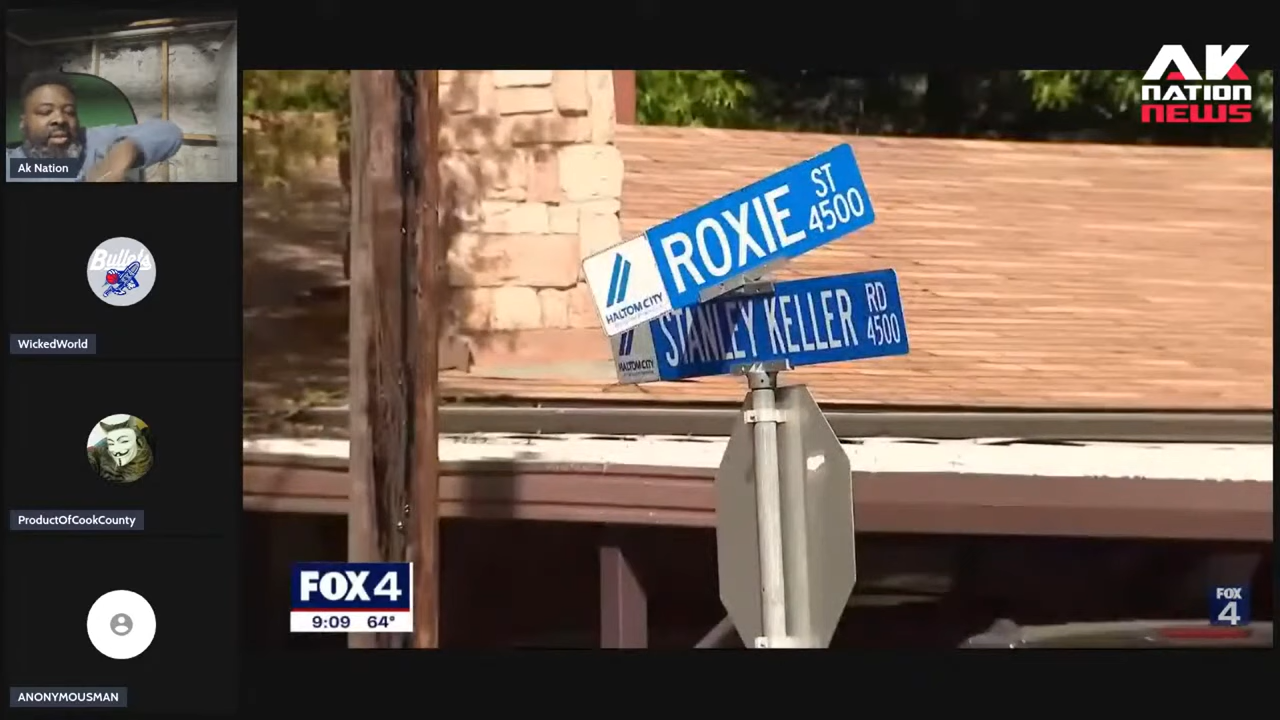 Ak Nation
Bullets
WickedWorld
ProductOfCookCounty
ANONYMOUSMAN
AK
NATION
NEWS
ROXIE ST
4500
HALTOM CITY
STANLEY KELLER RD
4500
HALTOM CITY
FOX 4
9:09 64°
FOX
4